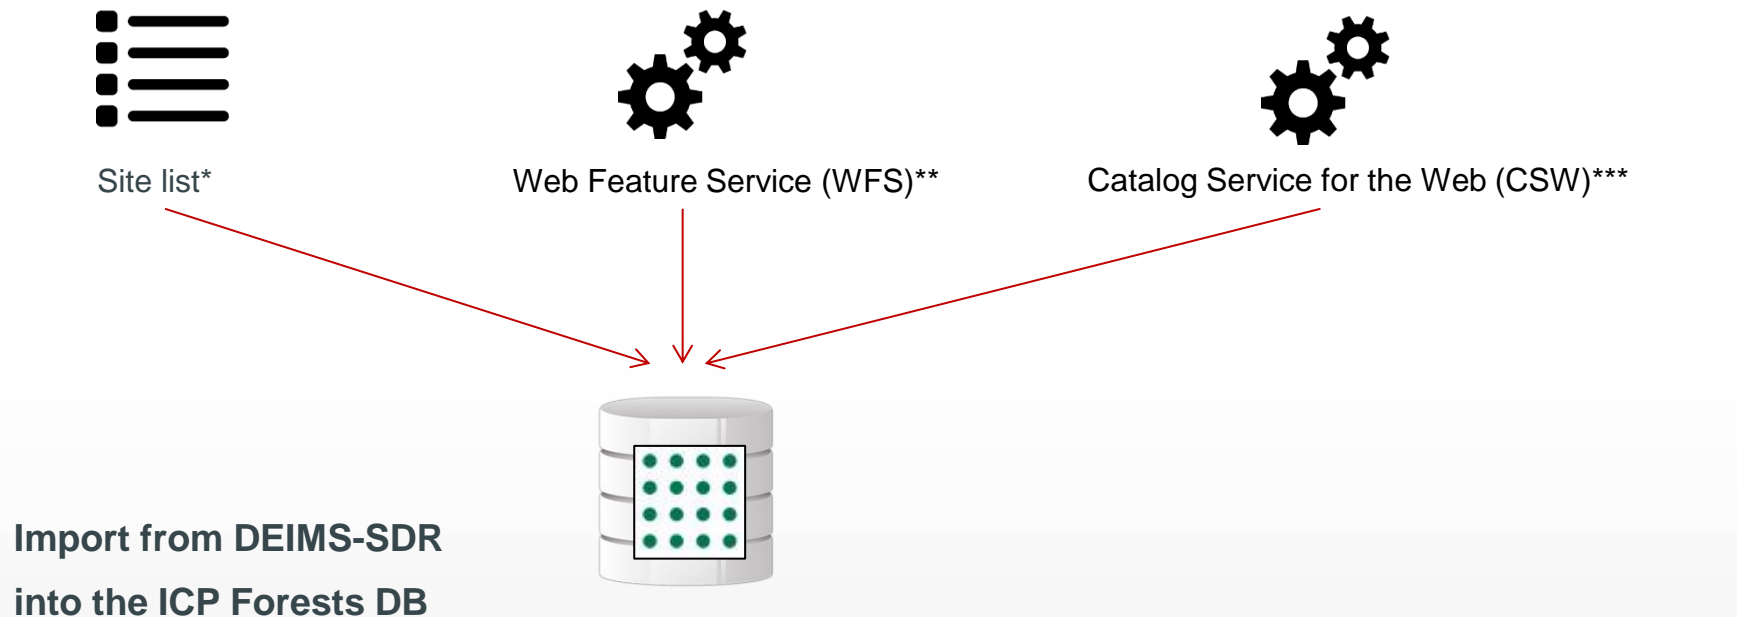 Site list*
Web Feature Service (WFS)**
Catalog Service for the Web (CSW)***
Import from DEIMS-SDR
into the ICP Forests DB